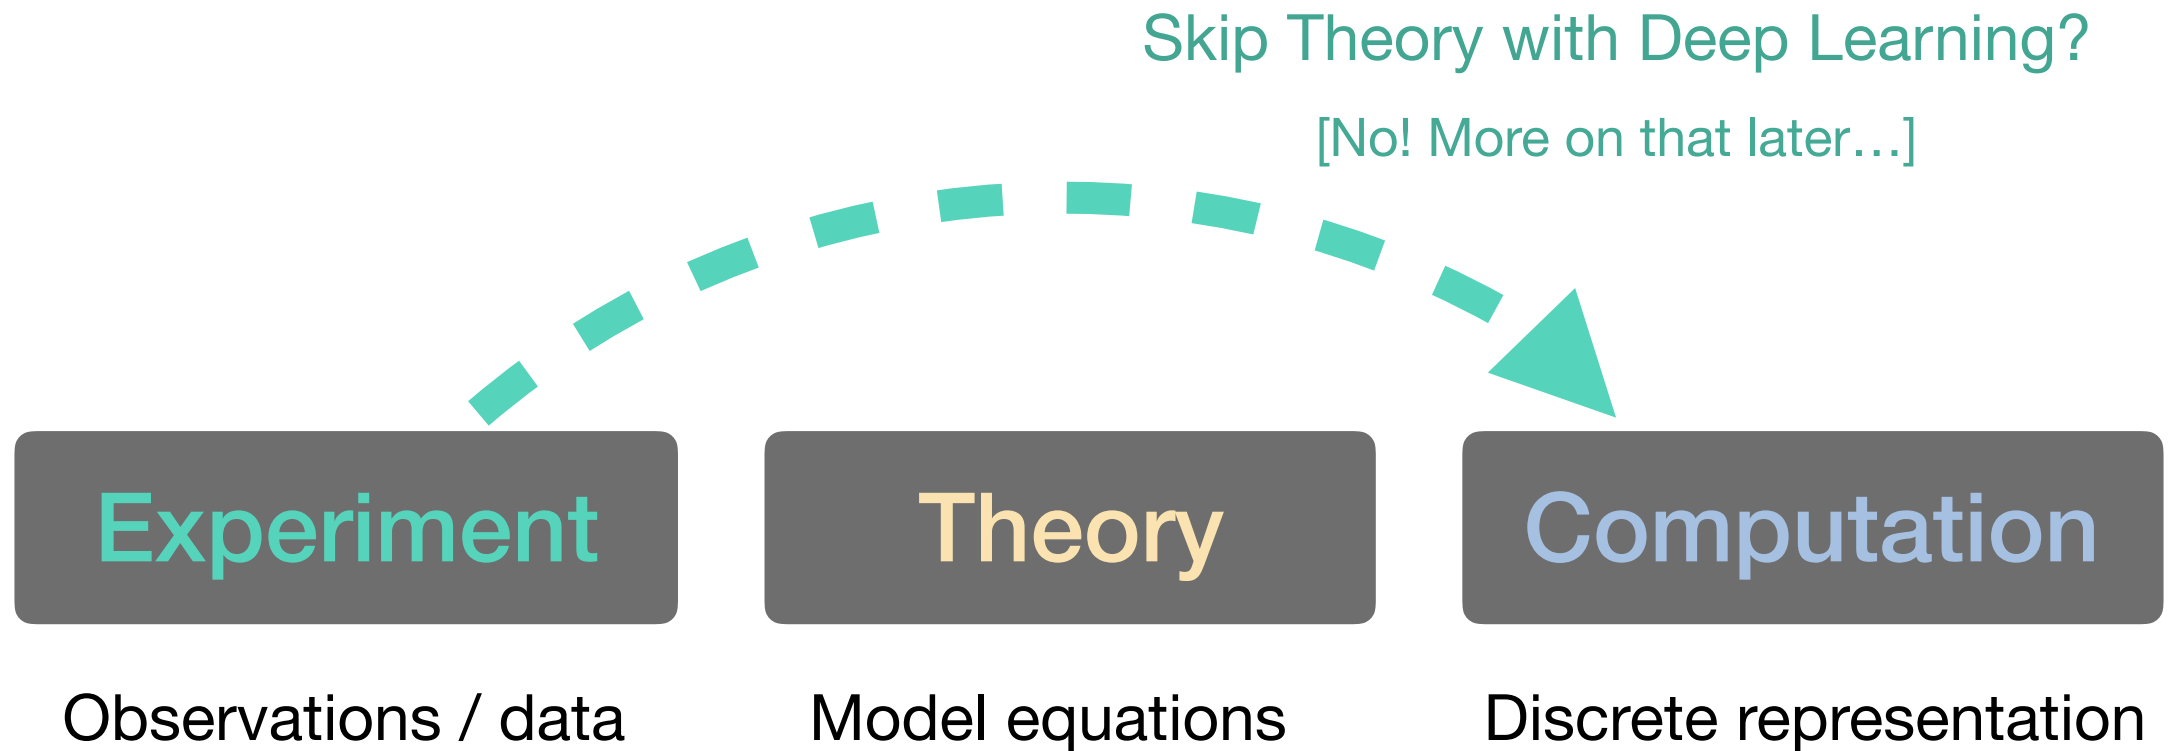 Skip Theory with Deep Learning?
[No! More on that later…]
Experiment Theory Computation
Observations / data Model equations Discrete representation